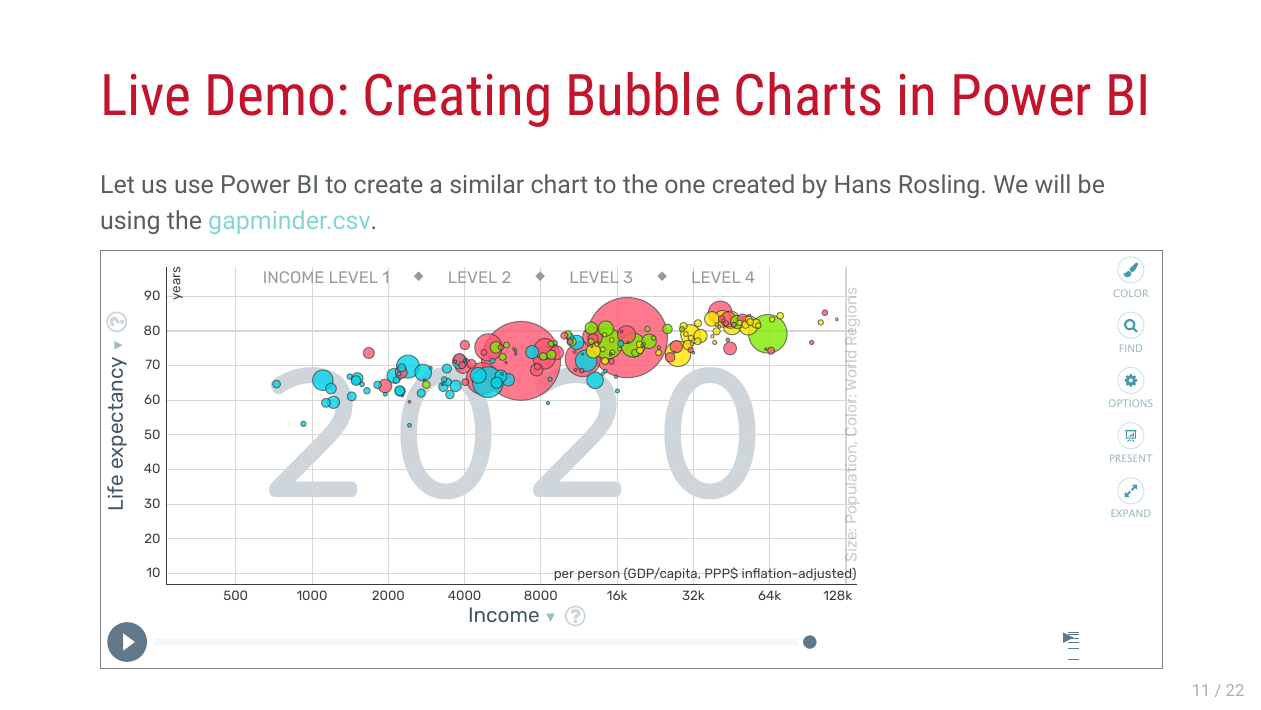 Live Demo: Creating Bubble Charts in Power BI
Let us use Power BI to create a similar chart to the one created by Hans Rosling. We will be
using the gapminder.csv.
2020
INCOME LEVEL 1 ◆ LEVEL 2 ◆ LEVEL 3 ◆ LEVEL 4
years
Life expectancy ▼ ?
90
80
70
60
50
40
30
20
10
per person (GDP/capita, PPP$ inflation-adjusted)
500 1000 2000 4000 8000 16k 32k 64k 128k
Income ▼ ?
Size: Population, Color: world Regions
COLOR
FIND
OPTIONS
PRESENT
EXPAND
11 / 22